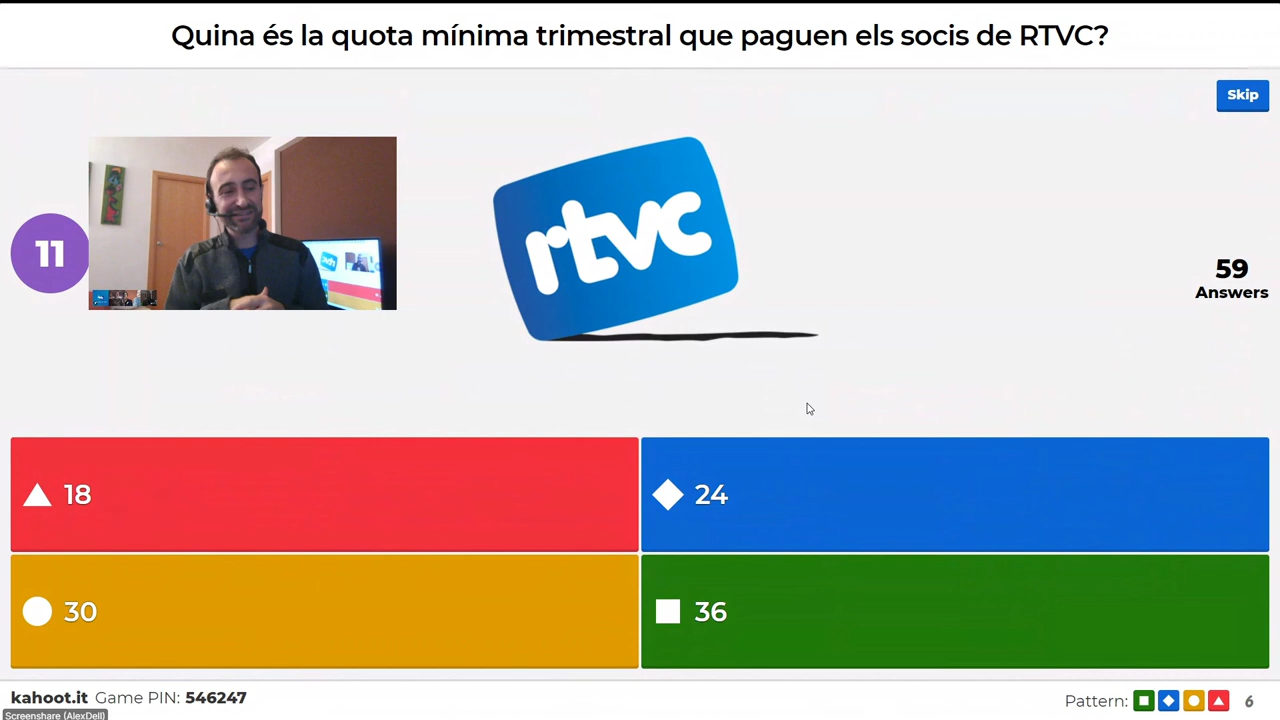 Quina és la quota mínima trimestral que paguen els socis de RTVC?
Skip
11
rtvc
59
Answers
18
24
30
36
kahoot.it Game PIN: 546247
Pattern: 6
Screenshare (AlexDell)